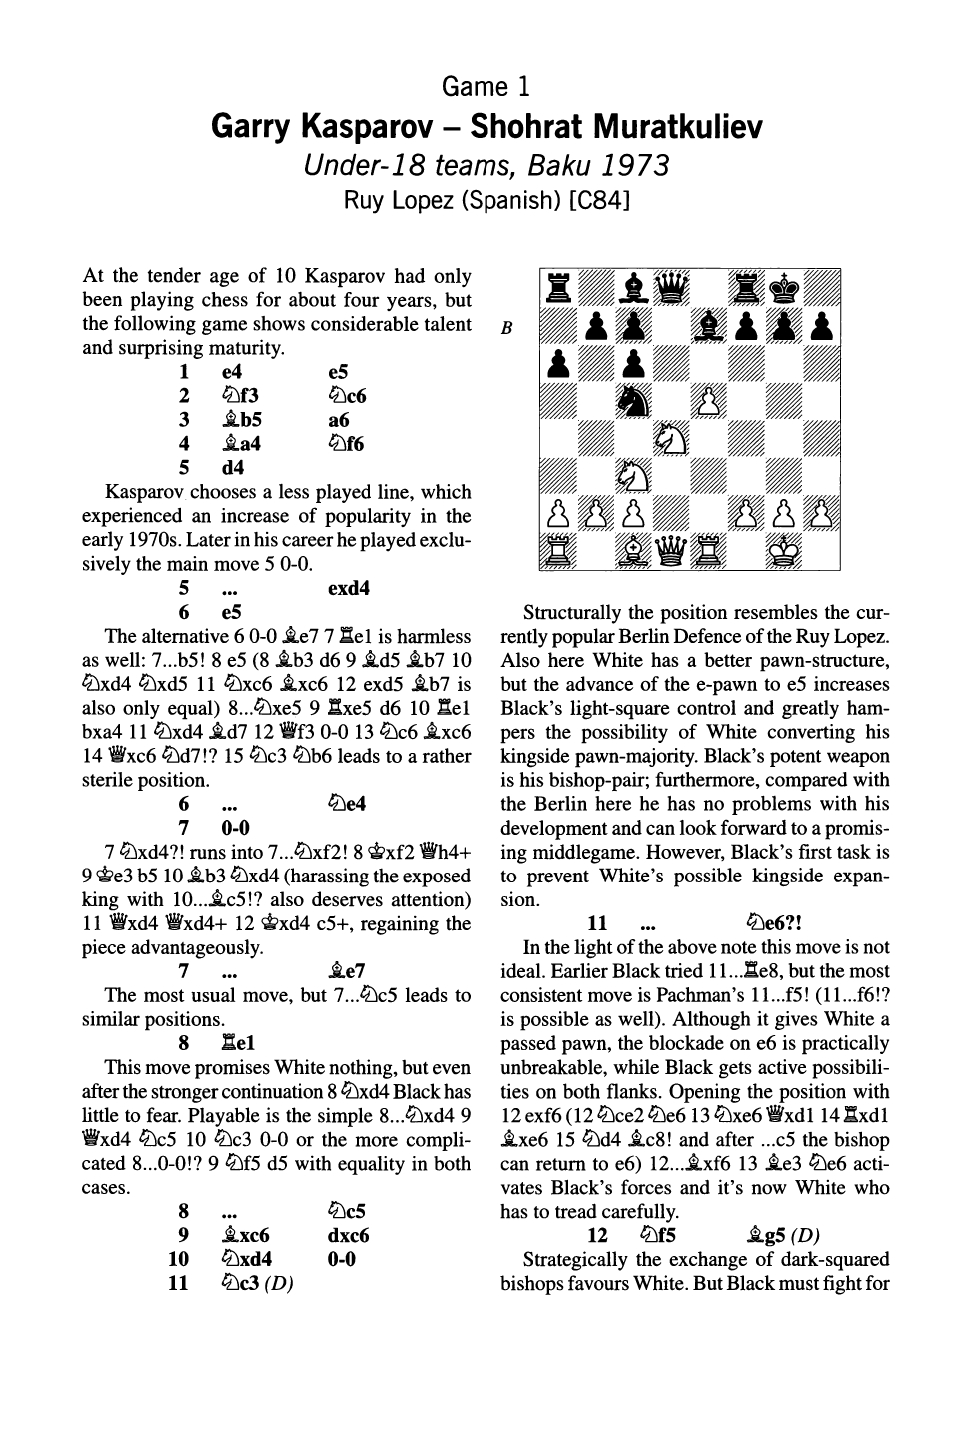 Game 1
Garry Kasparov – Shohrat Muratkuliev
Under-18 teams, Baku 1973
Ruy Lopez (Spanish) [C84]
At the tender age of 10 Kasparov had only
been playing chess for about four years, but
the following game shows considerable talent
and surprising maturity.
1 e4 e5
2 ♘f3 ♘c6
3 ♗b5 a6
4 ♗a4 ♘f6
5 d4
Kasparov chooses a less played line, which
experienced an increase of popularity in the
early 1970s. Later in his career he played exclu-
sively the main move 5 0-0.
5 ... exd4
6 e5
The alternative 6 0-0 ♗e7 7 ♖e1 is harmless
as well: 7...b5! 8 e5 (8 ♗b3 d6 9 ♗d5 ♗b7 10
♘xd4 ♘xd5 11 ♘xc6 ♗xc6 12 exd5 ♗b7 is
also only equal) 8...♘xe5 9 ♖xe5 d6 10 ♖e1
bxa4 11 ♘xd4 ♗d7 12 ♕f3 0-0 13 ♘c6 ♗xc6
14 ♕xc6 ♘d7!? 15 ♘c3 ♘b6 leads to a rather
sterile position.
6 ... ♘e4
7 0-0
7 ♘xd4?! runs into 7...♘xf2! 8 ♔xf2 ♕h4+
9 ♔e3 b5 10 ♗b3 ♘xd4 (harassing the exposed
king with 10...♗c5!? also deserves attention)
11 ♕xd4 ♕xd4+ 12 ♔xd4 c5+, regaining the
piece advantageously.
7 ... ♗e7
The most usual move, but 7...♘c5 leads to
similar positions.
8 ♖e1
This move promises White nothing, but even
after the stronger continuation 8 ♘xd4 Black has
little to fear. Playable is the simple 8...♘xd4 9
♕xd4 ♘c5 10 ♘c3 0-0 or the more compli-
cated 8...0-0!? 9 ♘f5 d5 with equality in both
cases.
8 ... ♘c5
9 ♗xc6 dxc6
10 ♘xd4 0-0
11 ♘c3 (D)
B
Structurally the position resembles the cur-
rently popular Berlin Defence of the Ruy Lopez.
Also here White has a better pawn-structure,
but the advance of the e-pawn to e5 increases
Black's light-square control and greatly ham-
pers the possibility of White converting his
kingside pawn-majority. Black's potent weapon
is his bishop-pair; furthermore, compared with
the Berlin here he has no problems with his
development and can look forward to a promis-
ing middlegame. However, Black's first task is
to prevent White's possible kingside expan-
sion.
11 ... ♘e6?!
In the light of the above note this move is not
ideal. Earlier Black tried 11...♖e8, but the most
consistent move is Pachman's 11...f5! (11...f6!?
is possible as well). Although it gives White a
passed pawn, the blockade on e6 is practically
unbreakable, while Black gets active possibili-
ties on both flanks. Opening the position with
12 exf6 (12 ♘ce2 ♘e6 13 ♘xe6 ♕xd1 14 ♖xd1
♗xe6 15 ♘d4 ♗c8! and after ...c5 the bishop
can return to e6) 12...♗xf6 13 ♗e3 ♘e6 acti-
vates Black's forces and it's now White who
has to tread carefully.
12 ♘f5 ♗g5 (D)
Strategically the exchange of dark-squared
bishops favours White. But Black must fight for